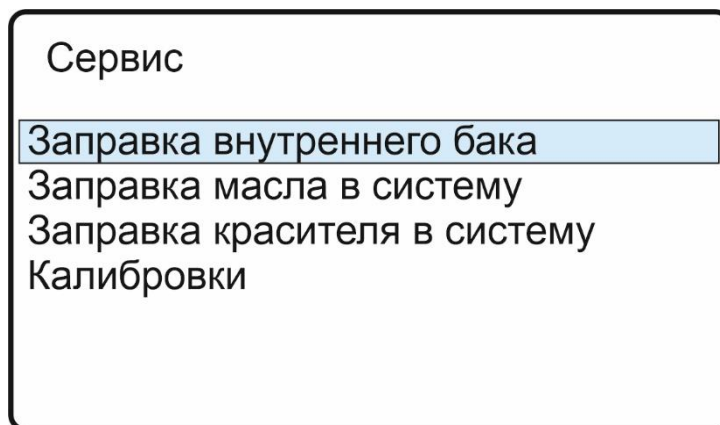 Сервис
Заправка внутреннего бака
Заправка масла в систему
Заправка красителя в систему
Калибровки